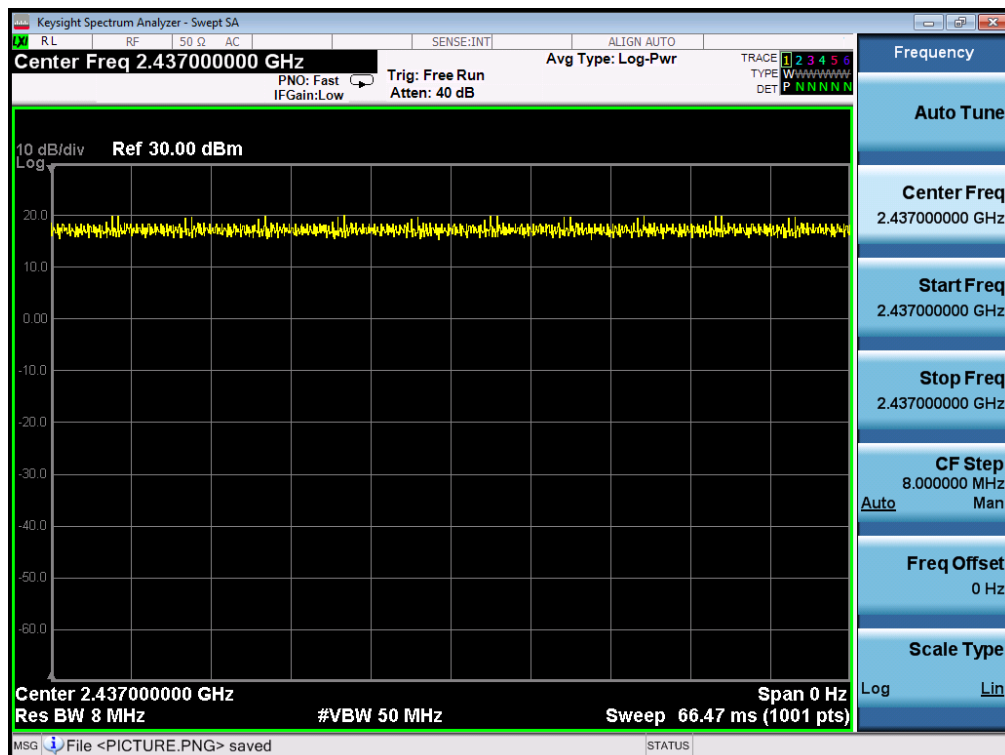 Keysight Spectrum Analyzer - Swept SA
LXI RL RF 50 Ω AC SENSE:INT ALIGN AUTO
Center Freq 2.437000000 GHz
PNO: Fast
IFGain:Low
Trig: Free Run
Atten: 40 dB
Avg Type: Log-Pwr
TRACE 1 2 3 4 5 6
TYPE W W W W W W
DET P N N N N N
10 dB/div Ref 30.00 dBm
Log
20.0
10.0
0.00
-10.0
-20.0
-30.0
-40.0
-50.0
-60.0
Center 2.437000000 GHz Span 0 Hz
Res BW 8 MHz #VBW 50 MHz Sweep 66.47 ms (1001 pts)
MSG File <PICTURE.PNG> saved STATUS
Frequency
Auto Tune
Center Freq
2.437000000 GHz
Start Freq
2.437000000 GHz
Stop Freq
2.437000000 GHz
CF Step
8.000000 MHz
Auto Man
Freq Offset
0 Hz
Scale Type
Log Lin